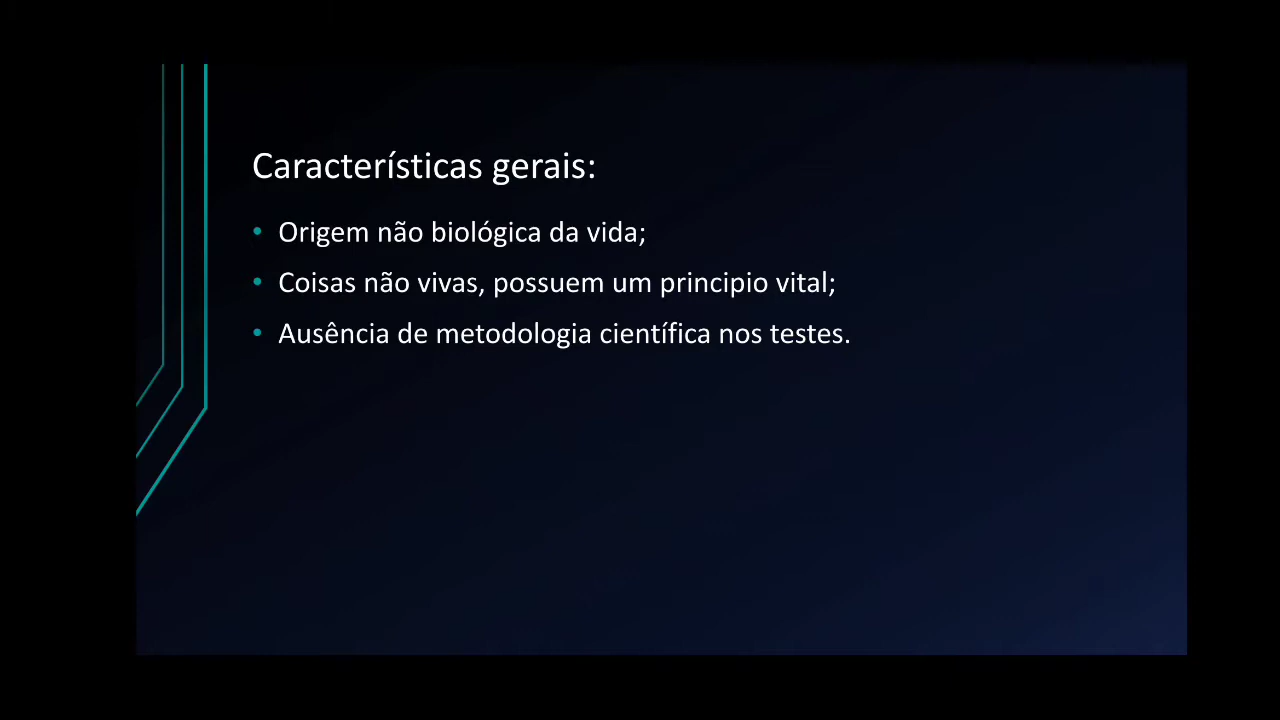 Características gerais:
• Origem não biológica da vida;
• Coisas não vivas, possuem um principio vital;
• Ausência de metodologia científica nos testes.